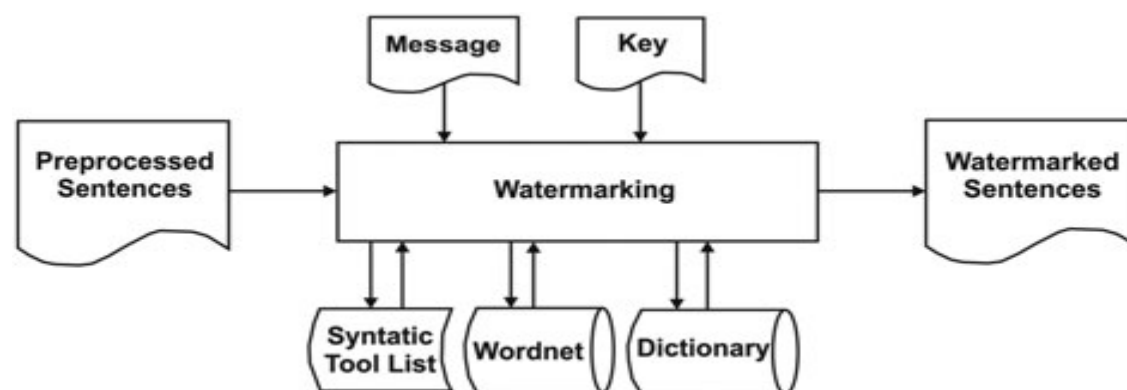 Message
Key
Preprocessed
Sentences
Watermarking
Watermarked
Sentences
Syntatic
Tool List
Wordnet
Dictionary